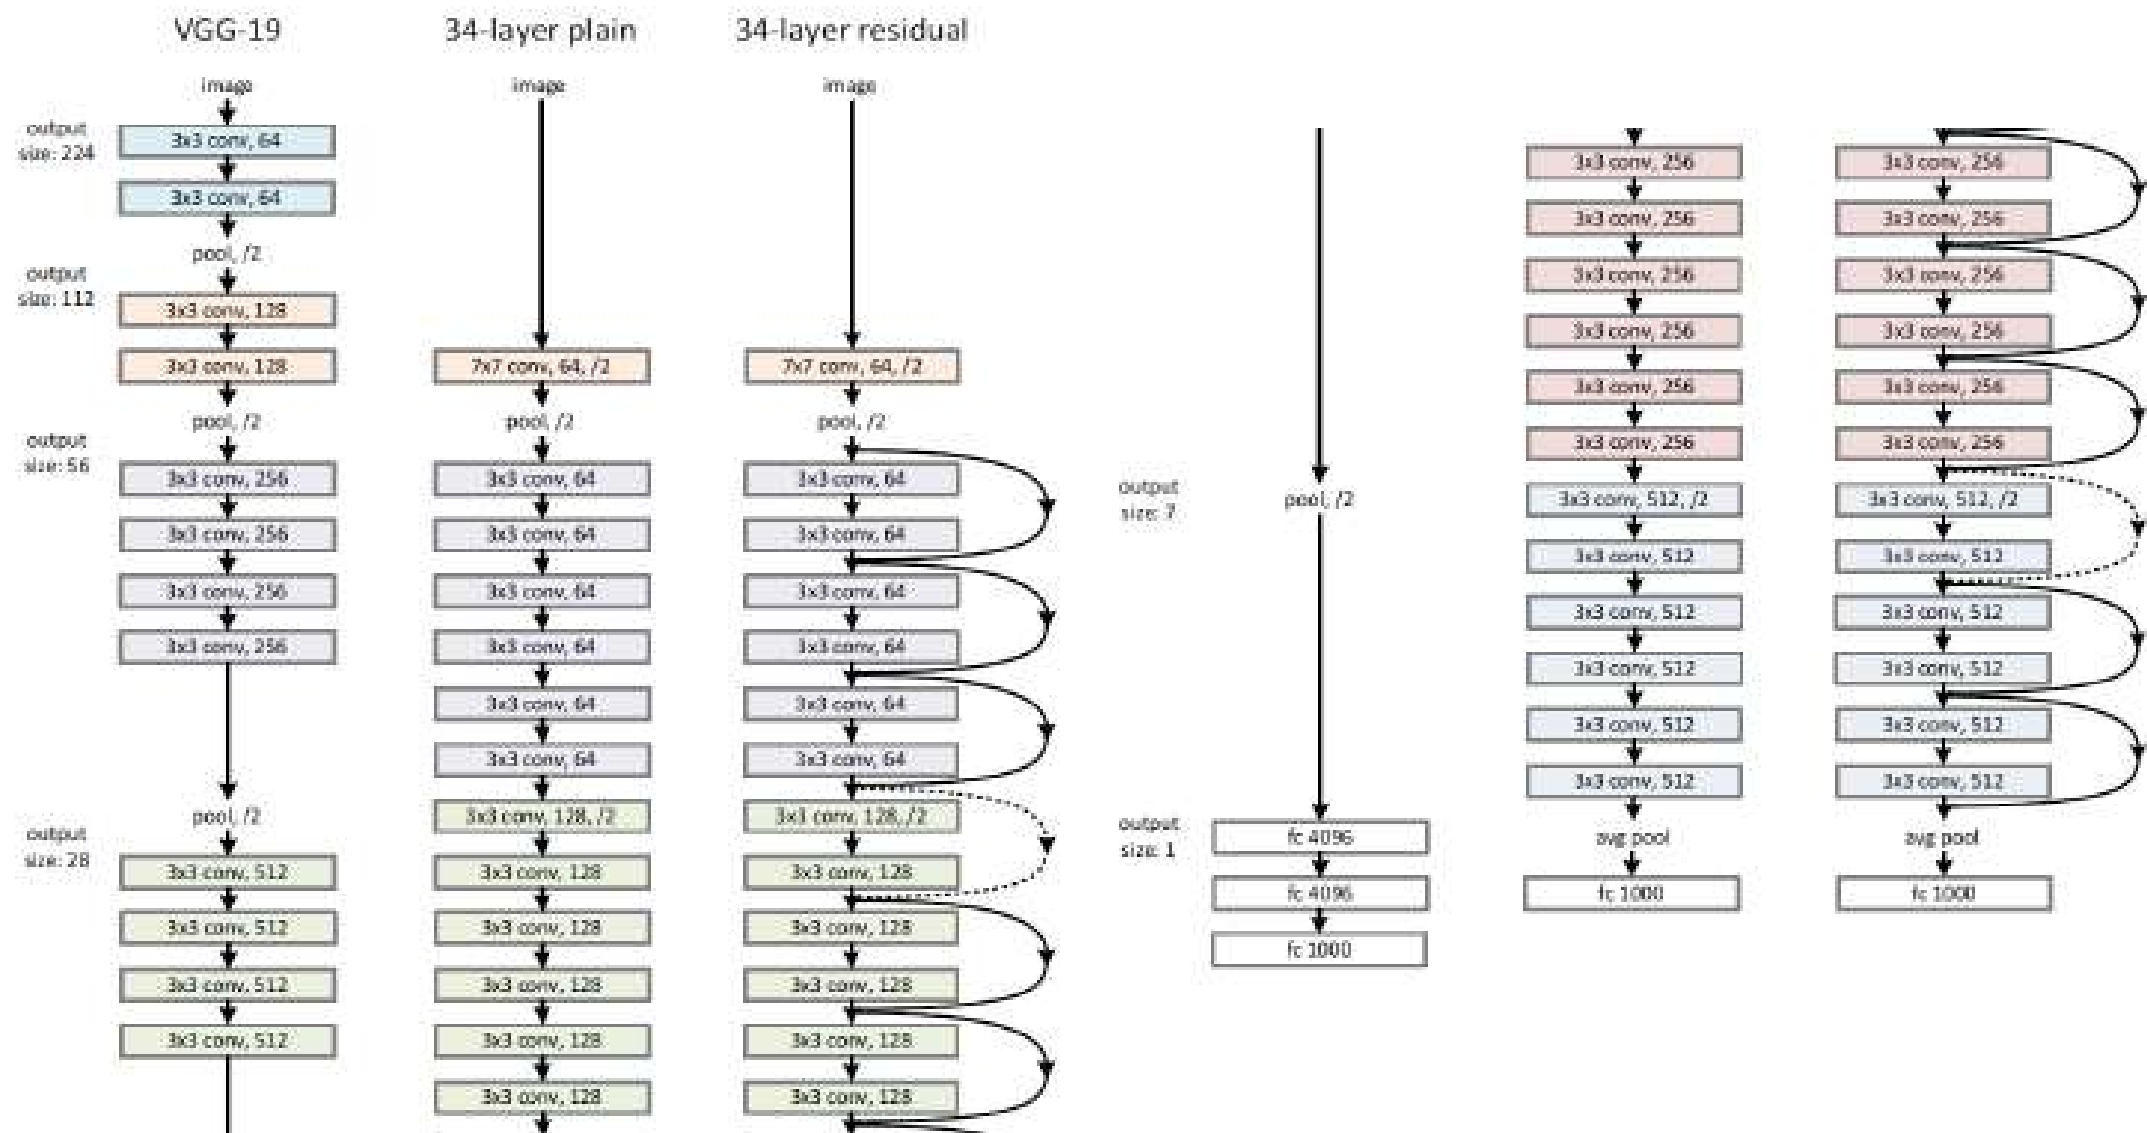 VGG-19
34-layer plain
34-layer residual
image
output
size: 224
3x3 conv, 64
3x3 conv, 64
pool, /2
output
size: 112
3x3 conv, 128
3x3 conv, 128
pool, /2
output
size: 56
3x3 conv, 256
3x3 conv, 256
3x3 conv, 256
3x3 conv, 256
pool, /2
output
size: 28
3x3 conv, 512
3x3 conv, 512
3x3 conv, 512
3x3 conv, 512
image
7x7 conv, 64, /2
pool, /2
3x3 conv, 64
3x3 conv, 64
3x3 conv, 64
3x3 conv, 64
3x3 conv, 64
3x3 conv, 64
3x3 conv, 128, /2
3x3 conv, 128
3x3 conv, 128
3x3 conv, 128
3x3 conv, 128
3x3 conv, 128
image
7x7 conv, 64, /2
pool, /2
3x3 conv, 64
3x3 conv, 64
3x3 conv, 64
3x3 conv, 64
3x3 conv, 64
3x3 conv, 64
3x3 conv, 128, /2
3x3 conv, 128
3x3 conv, 128
3x3 conv, 128
3x3 conv, 128
3x3 conv, 128
output
size: 7
pool, /2
output
size: 1
fc 4096
fc 4096
fc 1000
3x3 conv, 256
3x3 conv, 256
3x3 conv, 256
3x3 conv, 256
3x3 conv, 256
3x3 conv, 256
3x3 conv, 512, /2
3x3 conv, 512
3x3 conv, 512
3x3 conv, 512
3x3 conv, 512
3x3 conv, 512
avg pool
fc 1000
3x3 conv, 256
3x3 conv, 256
3x3 conv, 256
3x3 conv, 256
3x3 conv, 256
3x3 conv, 256
3x3 conv, 512, /2
3x3 conv, 512
3x3 conv, 512
3x3 conv, 512
3x3 conv, 512
3x3 conv, 512
avg pool
fc 1000